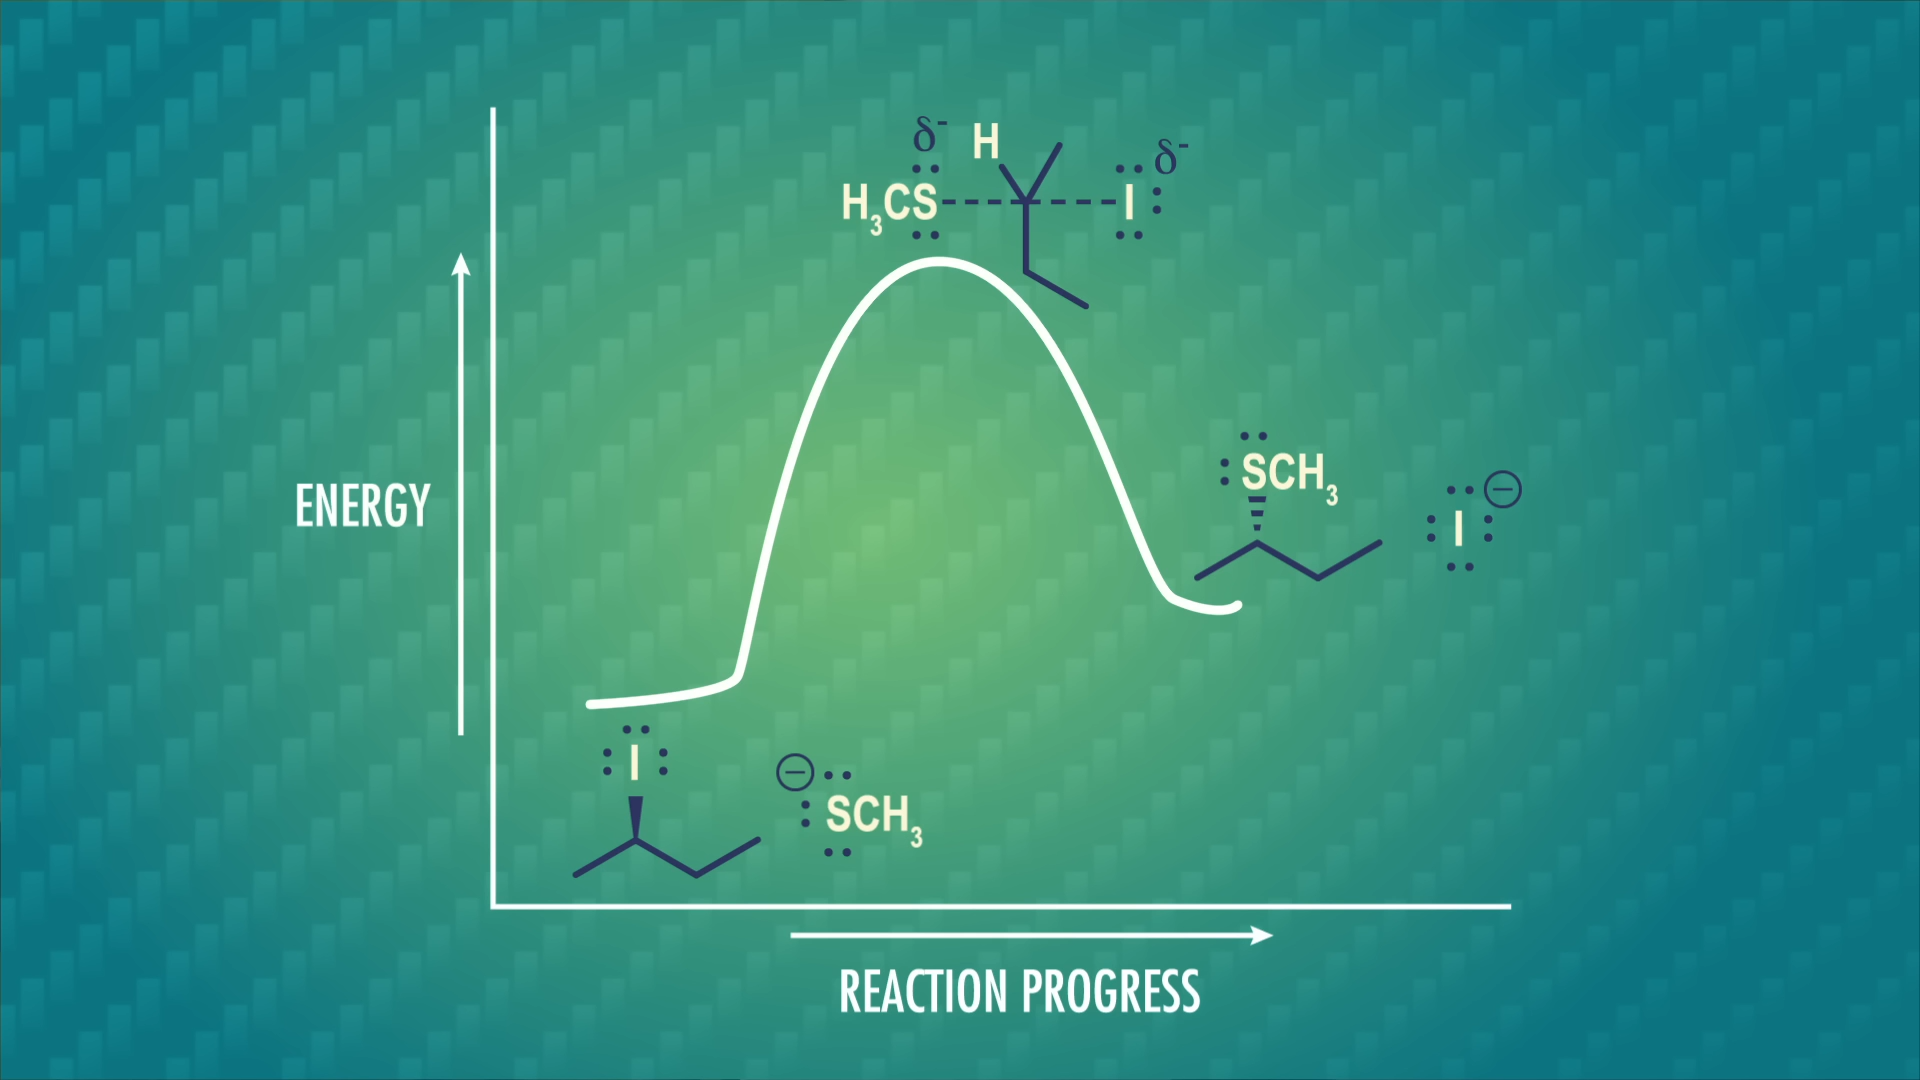 δ⁻ H δ⁻
H₃CS I
SCH₃
I ⊖
ENERGY
I
⊖ SCH₃
REACTION PROGRESS